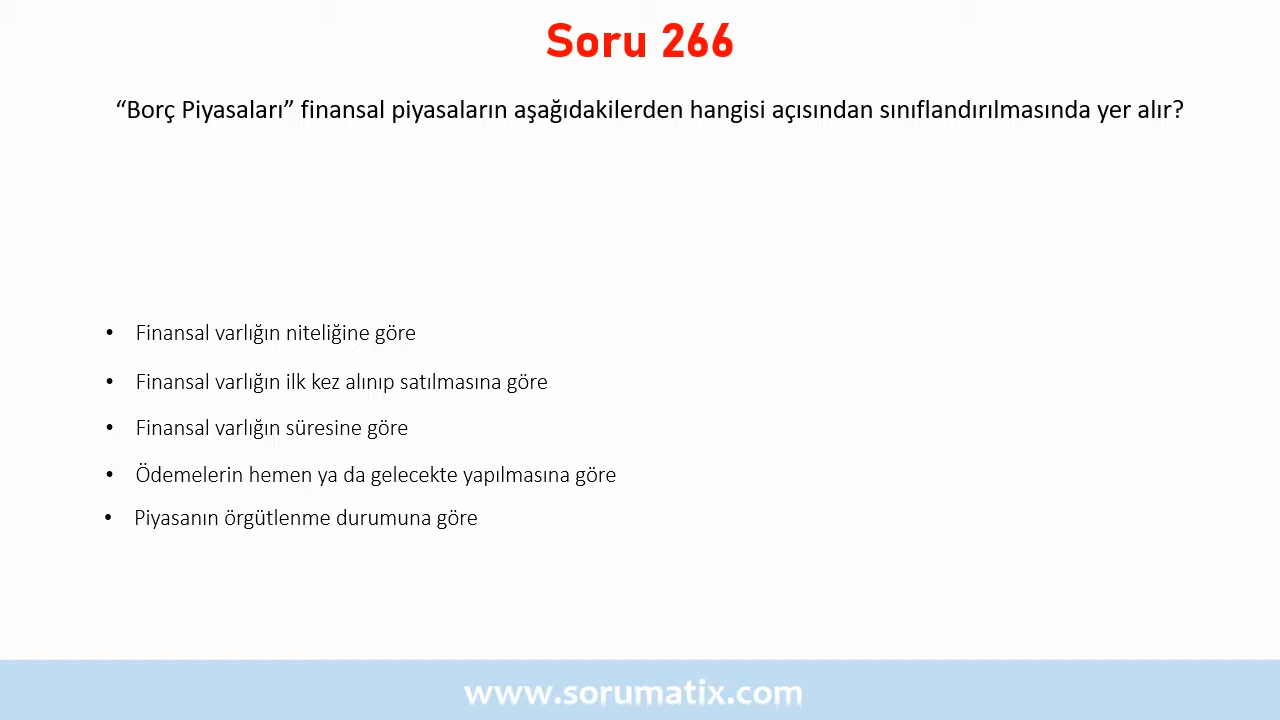 Soru 266
“Borç Piyasaları” finansal piyasaların aşağıdakilerden hangisi açısından sınıflandırılmasında yer alır?
• Finansal varlığın niteliğine göre
• Finansal varlığın ilk kez alınıp satılmasına göre
• Finansal varlığın süresine göre
• Ödemelerin hemen ya da gelecekte yapılmasına göre
• Piyasanın örgütlenme durumuna göre
www.sorumatix.com